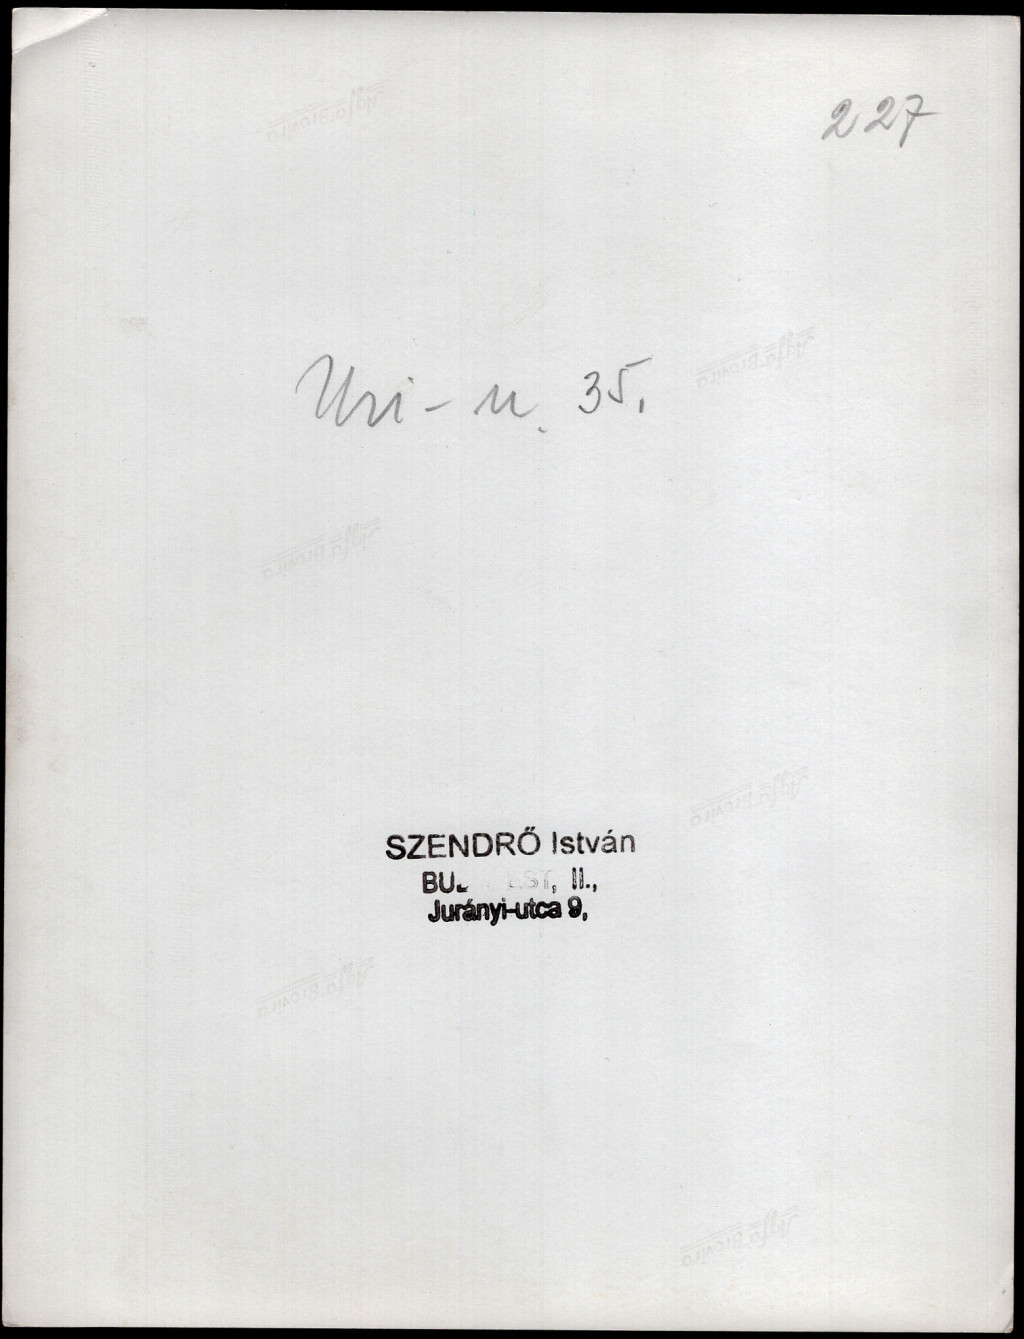 227
Uri-u. 35.
SZENDRŐ István
II.,
Jurányi-utca 9,